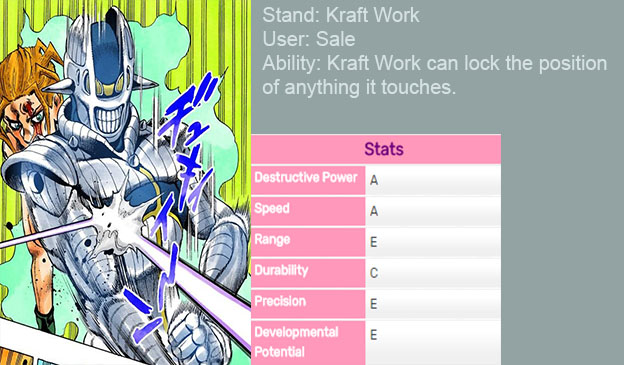 Stand: Kraft Work
User: Sale
Ability: Kraft Work can lock the position
of anything it touches.
Stats
Destructive Power A
Speed A
Range E
Durability C
Precision E
Developmental
Potential E